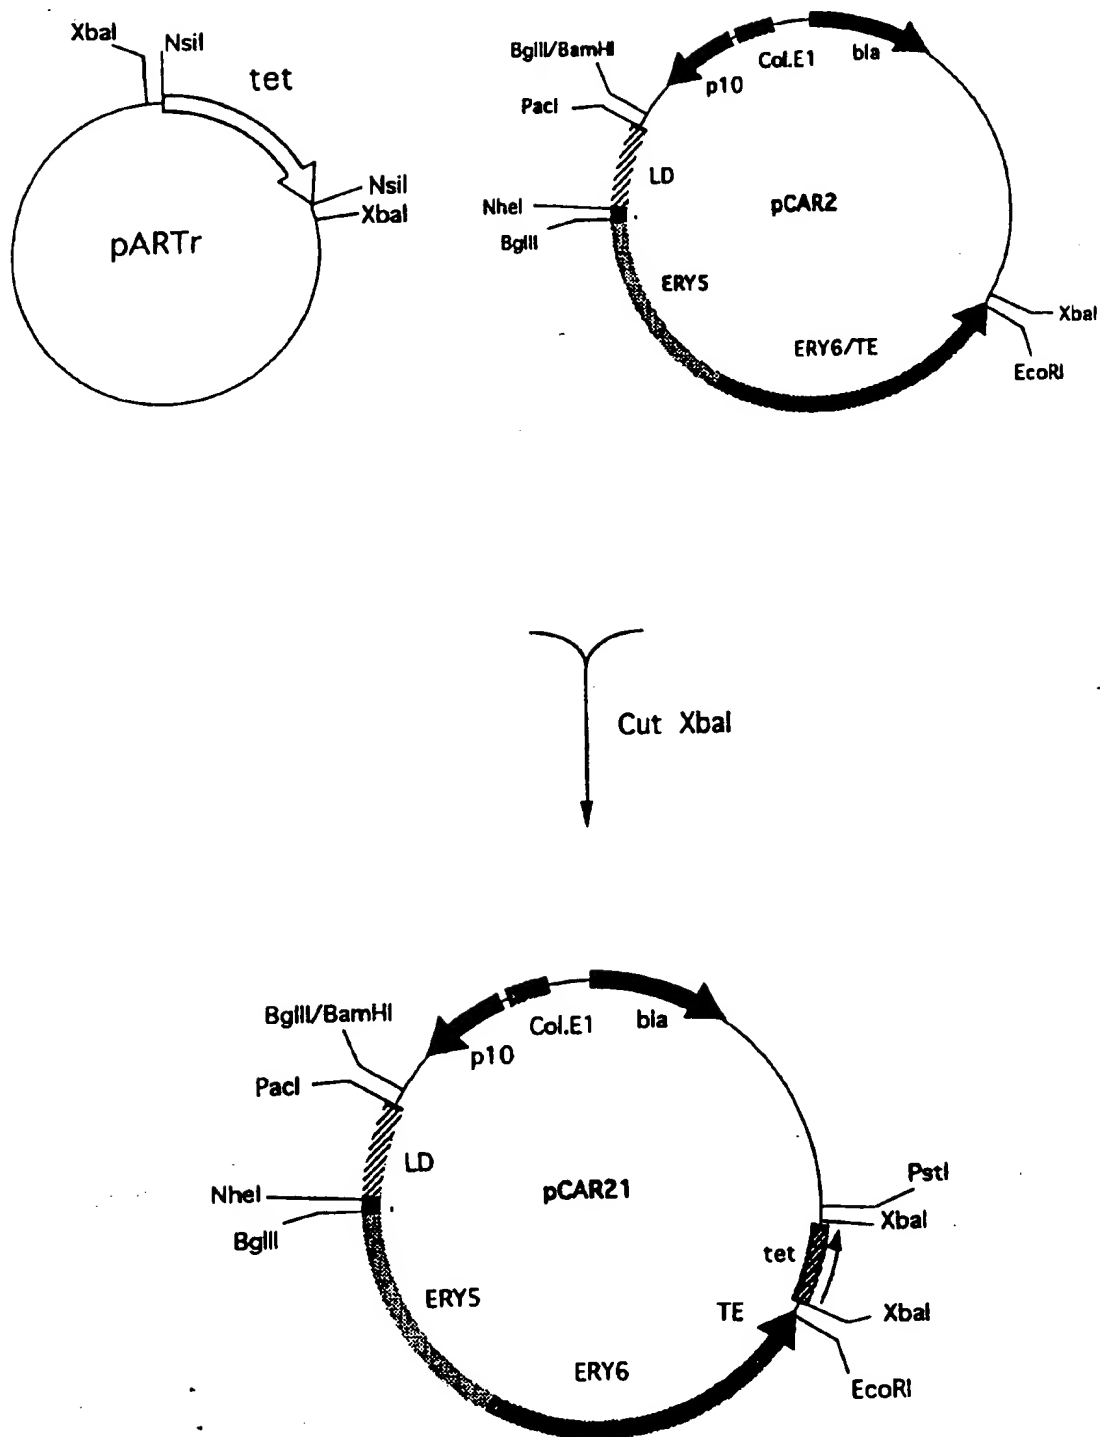 XbaI
NsiI
tet
NsiI
XbaI
pARTr
BglII/BamHI
p10
Col.E1
bla
PacI
LD
NheI
pCAR2
BglII
ERY5
XbaI
ERY6/TE
EcoRI
Cut XbaI
BglII/BamHI
p10
Col.E1
bla
PacI
LD
NheI
pCAR21
PstI
XbaI
BglII
tet
ERY5
TE
XbaI
ERY6
EcoRI